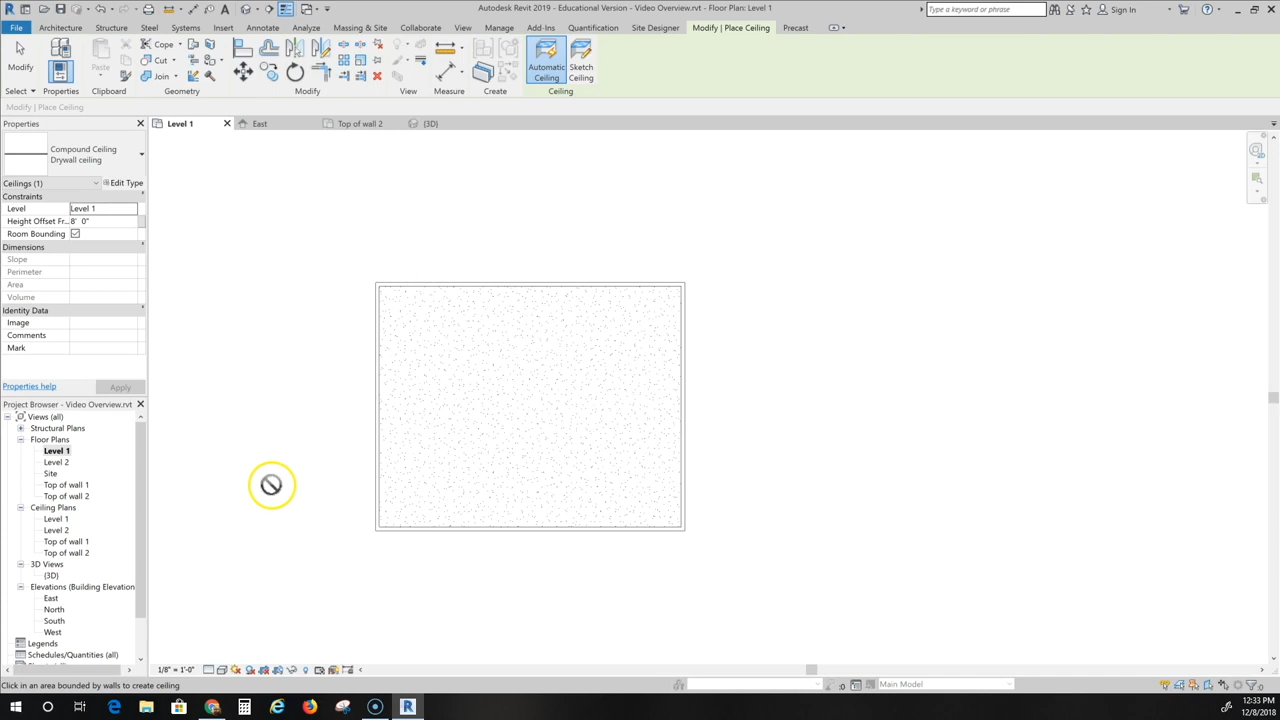 Autodesk Revit 2019 - Educational Version - Video Overview.rvt - Floor Plan: Level 1
Type a keyword or phrase
Sign In
File Architecture Structure Steel Systems Insert Annotate Analyze Massing & Site Collaborate View Manage Add-Ins Quantification Site Designer Modify | Place Ceiling Precast
Modify
Paste
Cope
Cut
Join
Automatic Ceiling
Sketch Ceiling
Select Properties Clipboard Geometry Modify View Measure Create Ceiling
Modify | Place Ceiling
Properties
Level 1 East Top of wall 2 {3D}
Compound Ceiling
Drywall ceiling
Ceilings (1) Edit Type
Constraints
Level Level 1
Height Offset Fr... 8' 0"
Room Bounding
Dimensions
Slope
Perimeter
Area
Volume
Identity Data
Image
Comments
Mark
Properties help Apply
Project Browser - Video Overview.rvt
Views (all)
Structural Plans
Floor Plans
Level 1
Level 2
Site
Top of wall 1
Top of wall 2
Ceiling Plans
Level 1
Level 2
Top of wall 1
Top of wall 2
3D Views
{3D}
Elevations (Building Elevation
East
North
South
West
Legends
Schedules/Quantities (all)
1/8" = 1'-0"
Click in an area bounded by walls to create ceiling
:0 Main Model :0
12:33 PM
12/8/2018